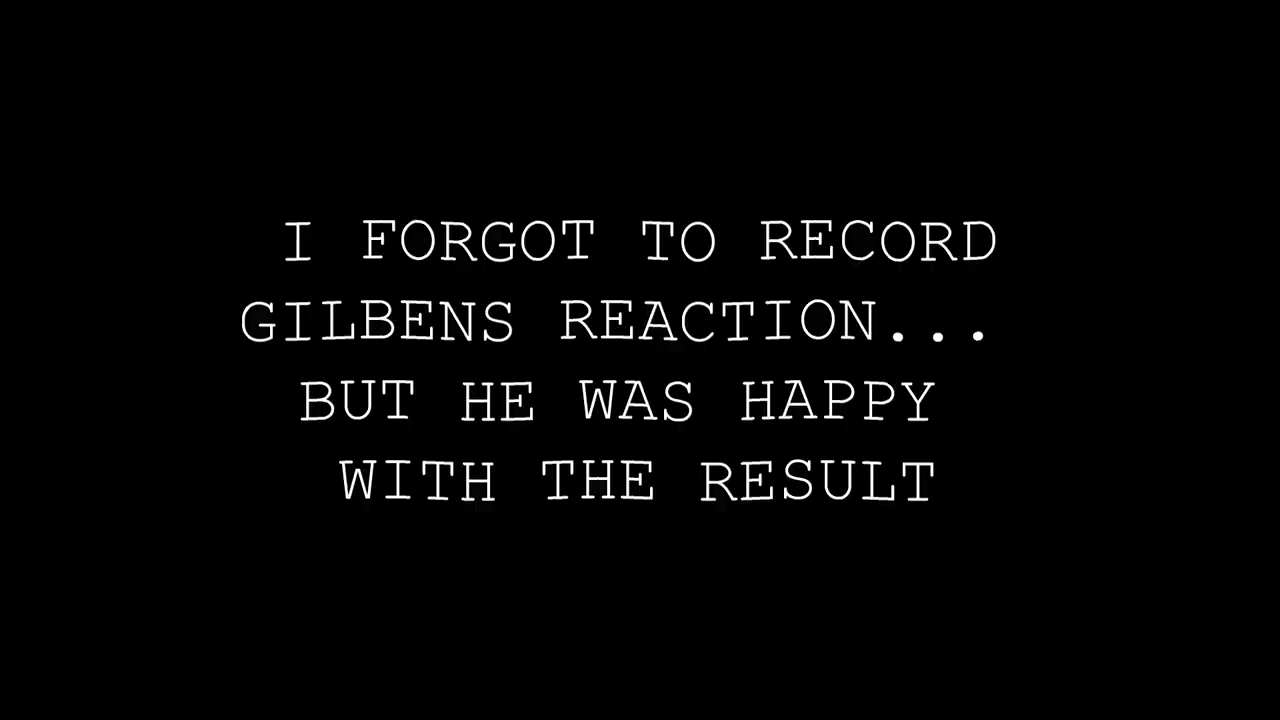 I FORGOT TO RECORD
GILBENS REACTION...
BUT HE WAS HAPPY
WITH THE RESULT